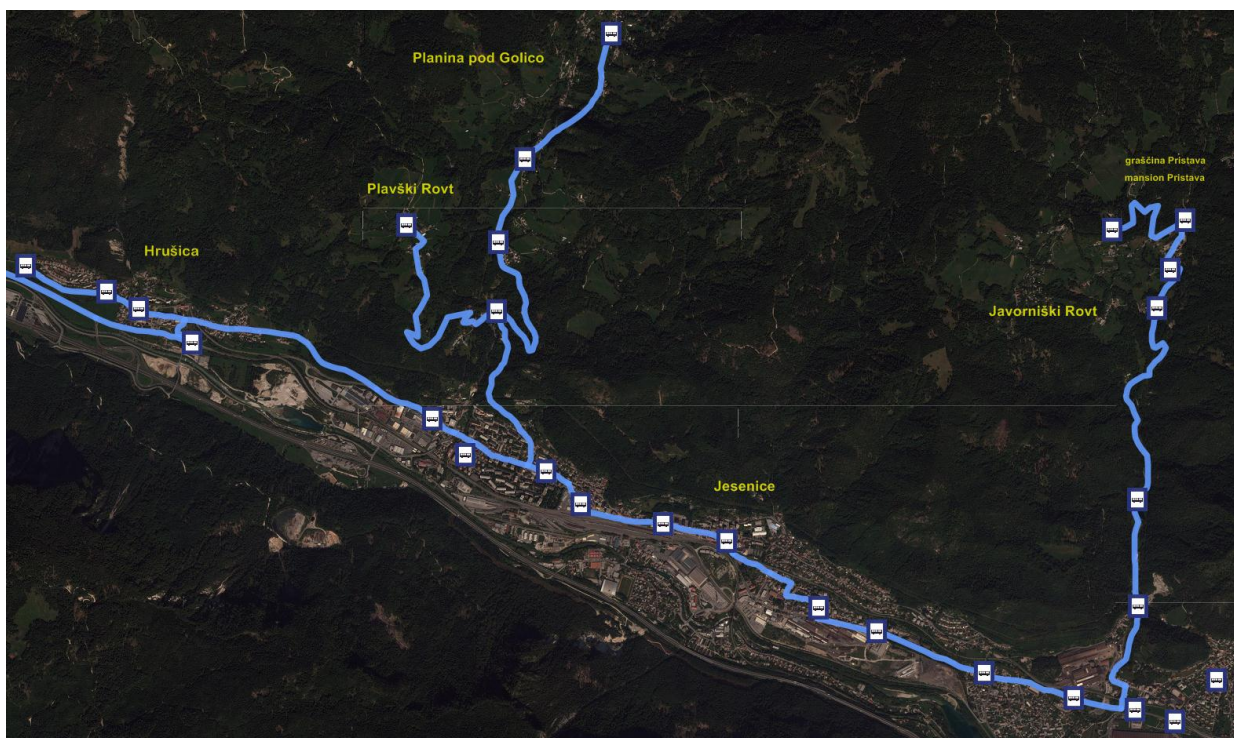 Planina pod Golico
graščina Pristava
mansion Pristava
Plavški Rovt
Hrušica
Javorniški Rovt
Jesenice